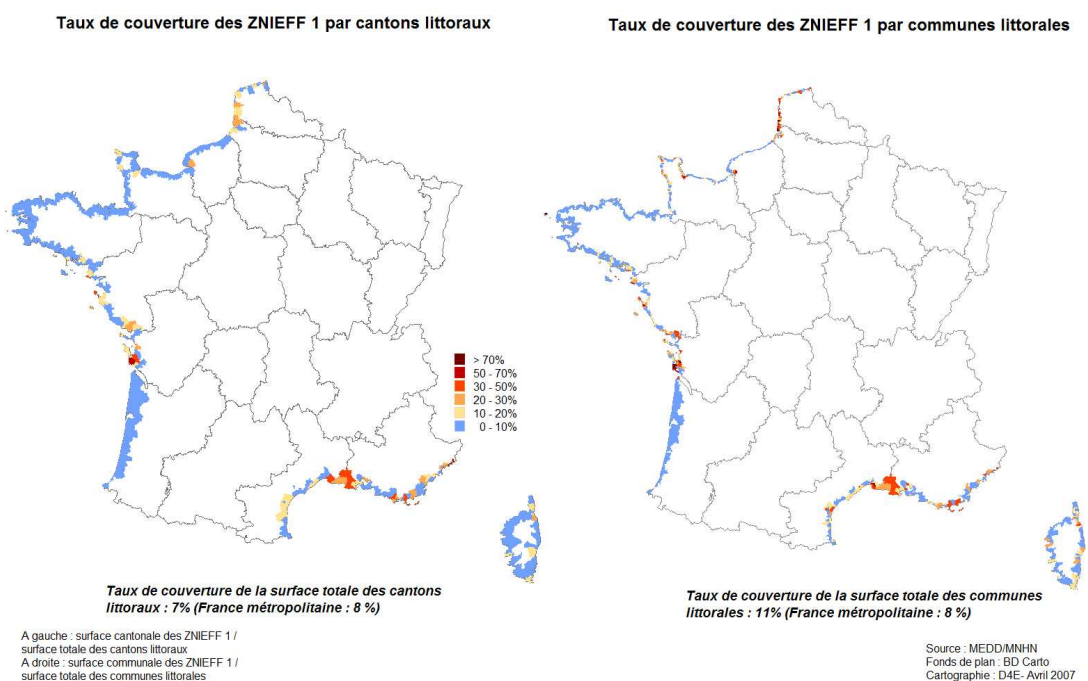 Taux de couverture des ZNIEFF 1 par cantons littoraux
Taux de couverture des ZNIEFF 1 par communes littorales
> 70%
50 - 70%
30 - 50%
20 - 30%
10 - 20%
0 - 10%
Taux de couverture de la surface totale des cantons
littoraux : 7% (France métropolitaine : 8 %)
Taux de couverture de la surface totale des communes
littorales : 11% (France métropolitaine : 8 %)
A gauche : surface cantonale des ZNIEFF 1 /
surface totale des cantons littoraux
A droite : surface communale des ZNIEFF 1 /
surface totale des communes littorales
Source : MEDD/MNHN
Fonds de plan : BD Carto
Cartographie : D4E- Avril 2007